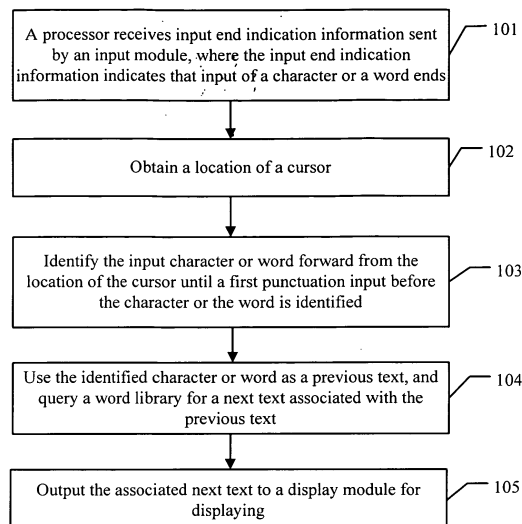 A processor receives input end indication information sent
by an input module, where the input end indication
information indicates that input of a character or a word ends
101
Obtain a location of a cursor
102
Identify the input character or word forward from the
location of the cursor until a first punctuation input before
the character or the word is identified
103
Use the identified character or word as a previous text, and
query a word library for a next text associated with the
previous text
104
Output the associated next text to a display module for
displaying
105